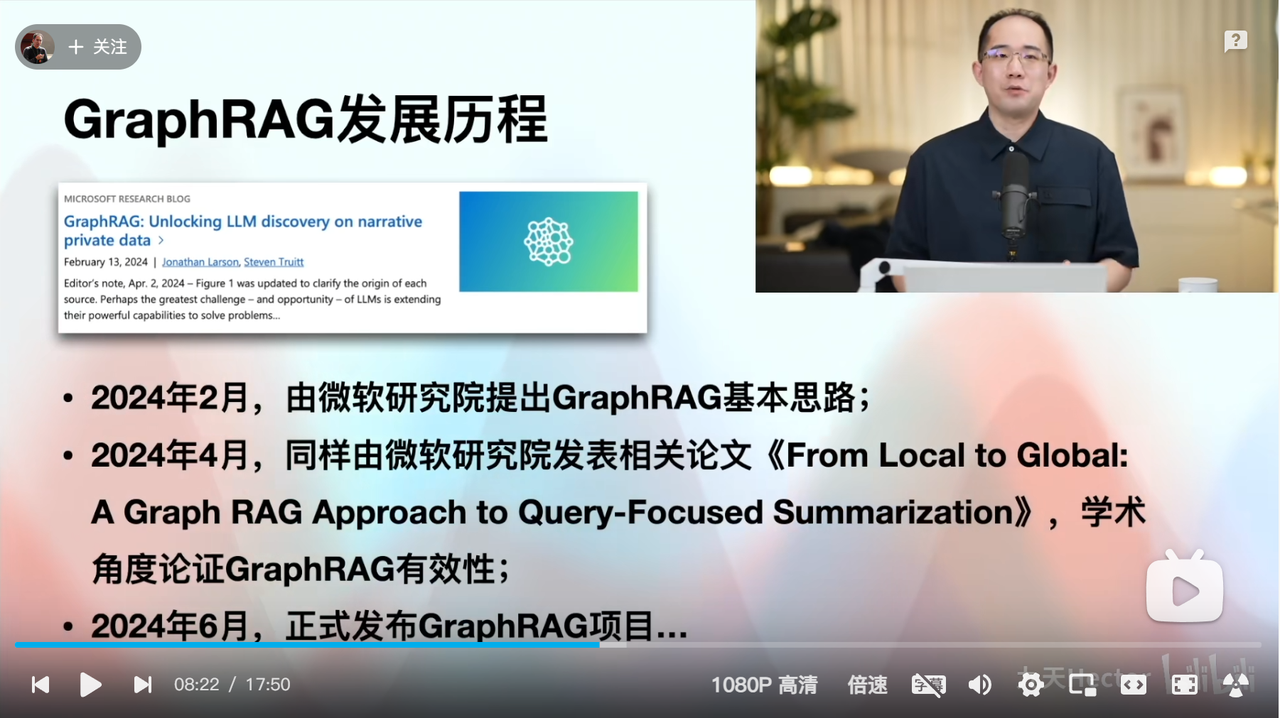 + 关注
?
GraphRAG发展历程
MICROSOFT RESEARCH BLOG
GraphRAG: Unlocking LLM discovery on narrative
private data >
February 13, 2024 | Jonathan Larson, Steven Truitt
Editor's note, Apr. 2, 2024 – Figure 1 was updated to clarify the origin of each
source. Perhaps the greatest challenge – and opportunity – of LLMs is extending
their powerful capabilities to solve problems...
• 2024年2月，由微软研究院提出GraphRAG基本思路；
• 2024年4月，同样由微软研究院发表相关论文《From Local to Global:
A Graph RAG Approach to Query-Focused Summarization》，学术
角度论证GraphRAG有效性；
• 2024年6月，正式发布GraphRAG项目...
天Hector bilibili
08:22 / 17:50
1080P 高清
倍速
字幕